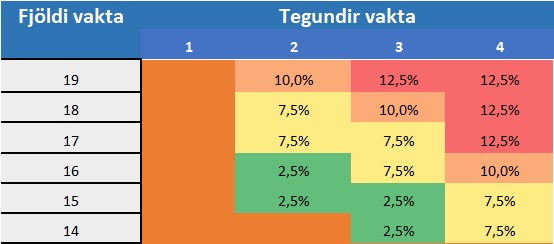 Fjöldi vakta Tegundir vakta
1 2 3 4
19 10,0% 12,5% 12,5%
18 7,5% 10,0% 12,5%
17 7,5% 7,5% 12,5%
16 2,5% 7,5% 10,0%
15 2,5% 2,5% 7,5%
14 2,5% 7,5%